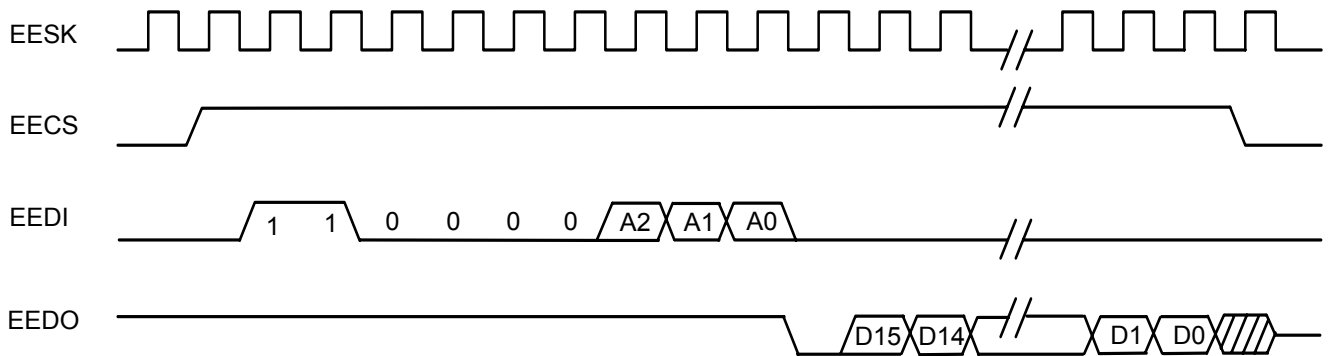 EESK
EECS
EEDI 1 1 0 0 0 0 A2 A1 A0
EEDO D15 D14 D1 D0